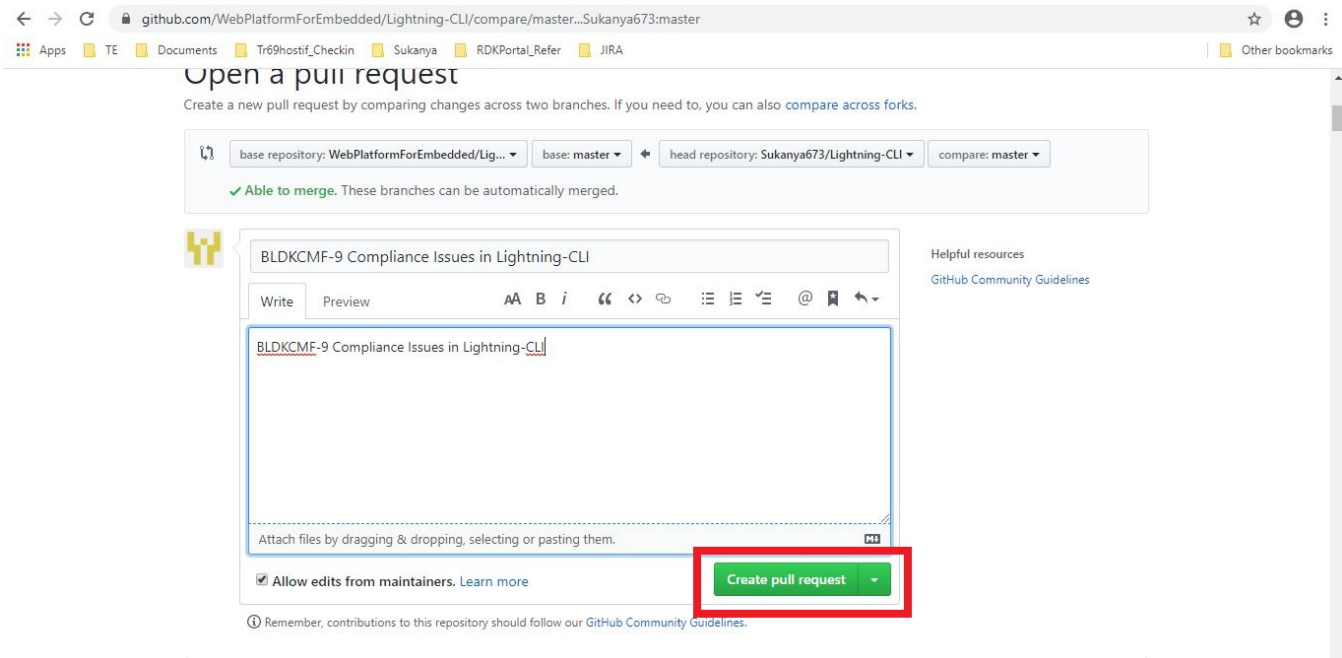 github.com/WebPlatformForEmbedded/Lightning-CLI/compare/master...Sukanya673:master
Apps TE Documents Tr69hostif_Checkin Sukanya RDKPortal_Refer JIRA Other bookmarks
Open a pull request
Create a new pull request by comparing changes across two branches. If you need to, you can also compare across forks.
base repository: WebPlatformForEmbedded/Lig... base: master head repository: Sukanya673/Lightning-CLI compare: master
Able to merge. These branches can be automatically merged.
BLDKCMF-9 Compliance Issues in Lightning-CLI
Helpful resources
GitHub Community Guidelines
Write Preview AA B i
BLDKCMF-9 Compliance Issues in Lightning-CLI
Attach files by dragging & dropping, selecting or pasting them.
Allow edits from maintainers. Learn more
Create pull request
Remember, contributions to this repository should follow our GitHub Community Guidelines.